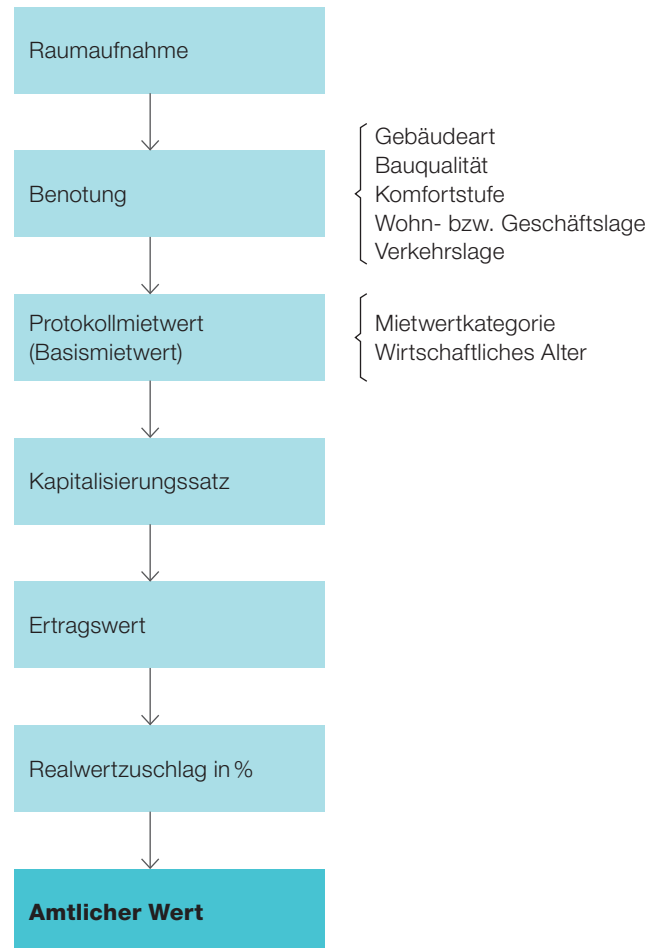 Raumaufnahme
Benotung
Gebäudeart
Bauqualität
Komfortstufe
Wohn- bzw. Geschäftslage
Verkehrslage
Protokollmietwert
(Basismietwert)
Mietwertkategorie
Wirtschaftliches Alter
Kapitalisierungssatz
Ertragswert
Realwertzuschlag in %
Amtlicher Wert